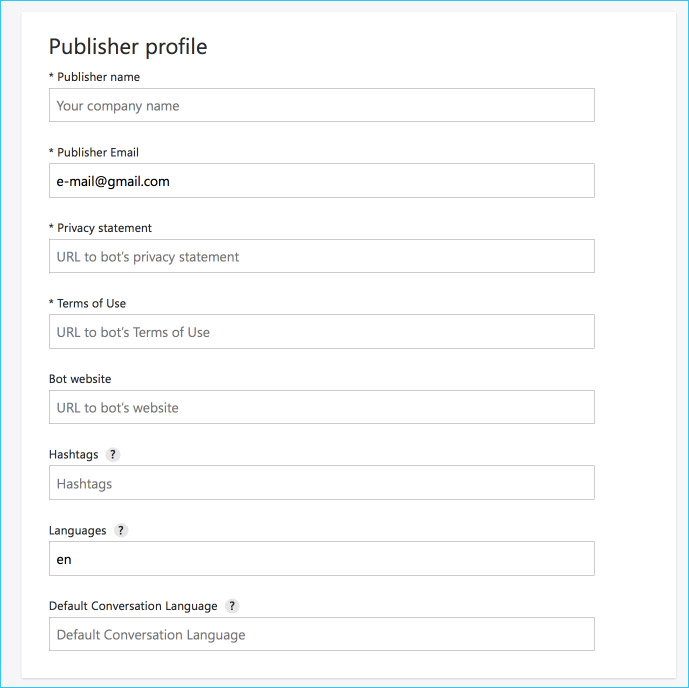 Publisher profile
* Publisher name
Your company name
* Publisher Email
e-mail@gmail.com
* Privacy statement
URL to bot's privacy statement
* Terms of Use
URL to bot's Terms of Use
Bot website
URL to bot's website
Hashtags ?
Hashtags
Languages ?
en
Default Conversation Language ?
Default Conversation Language